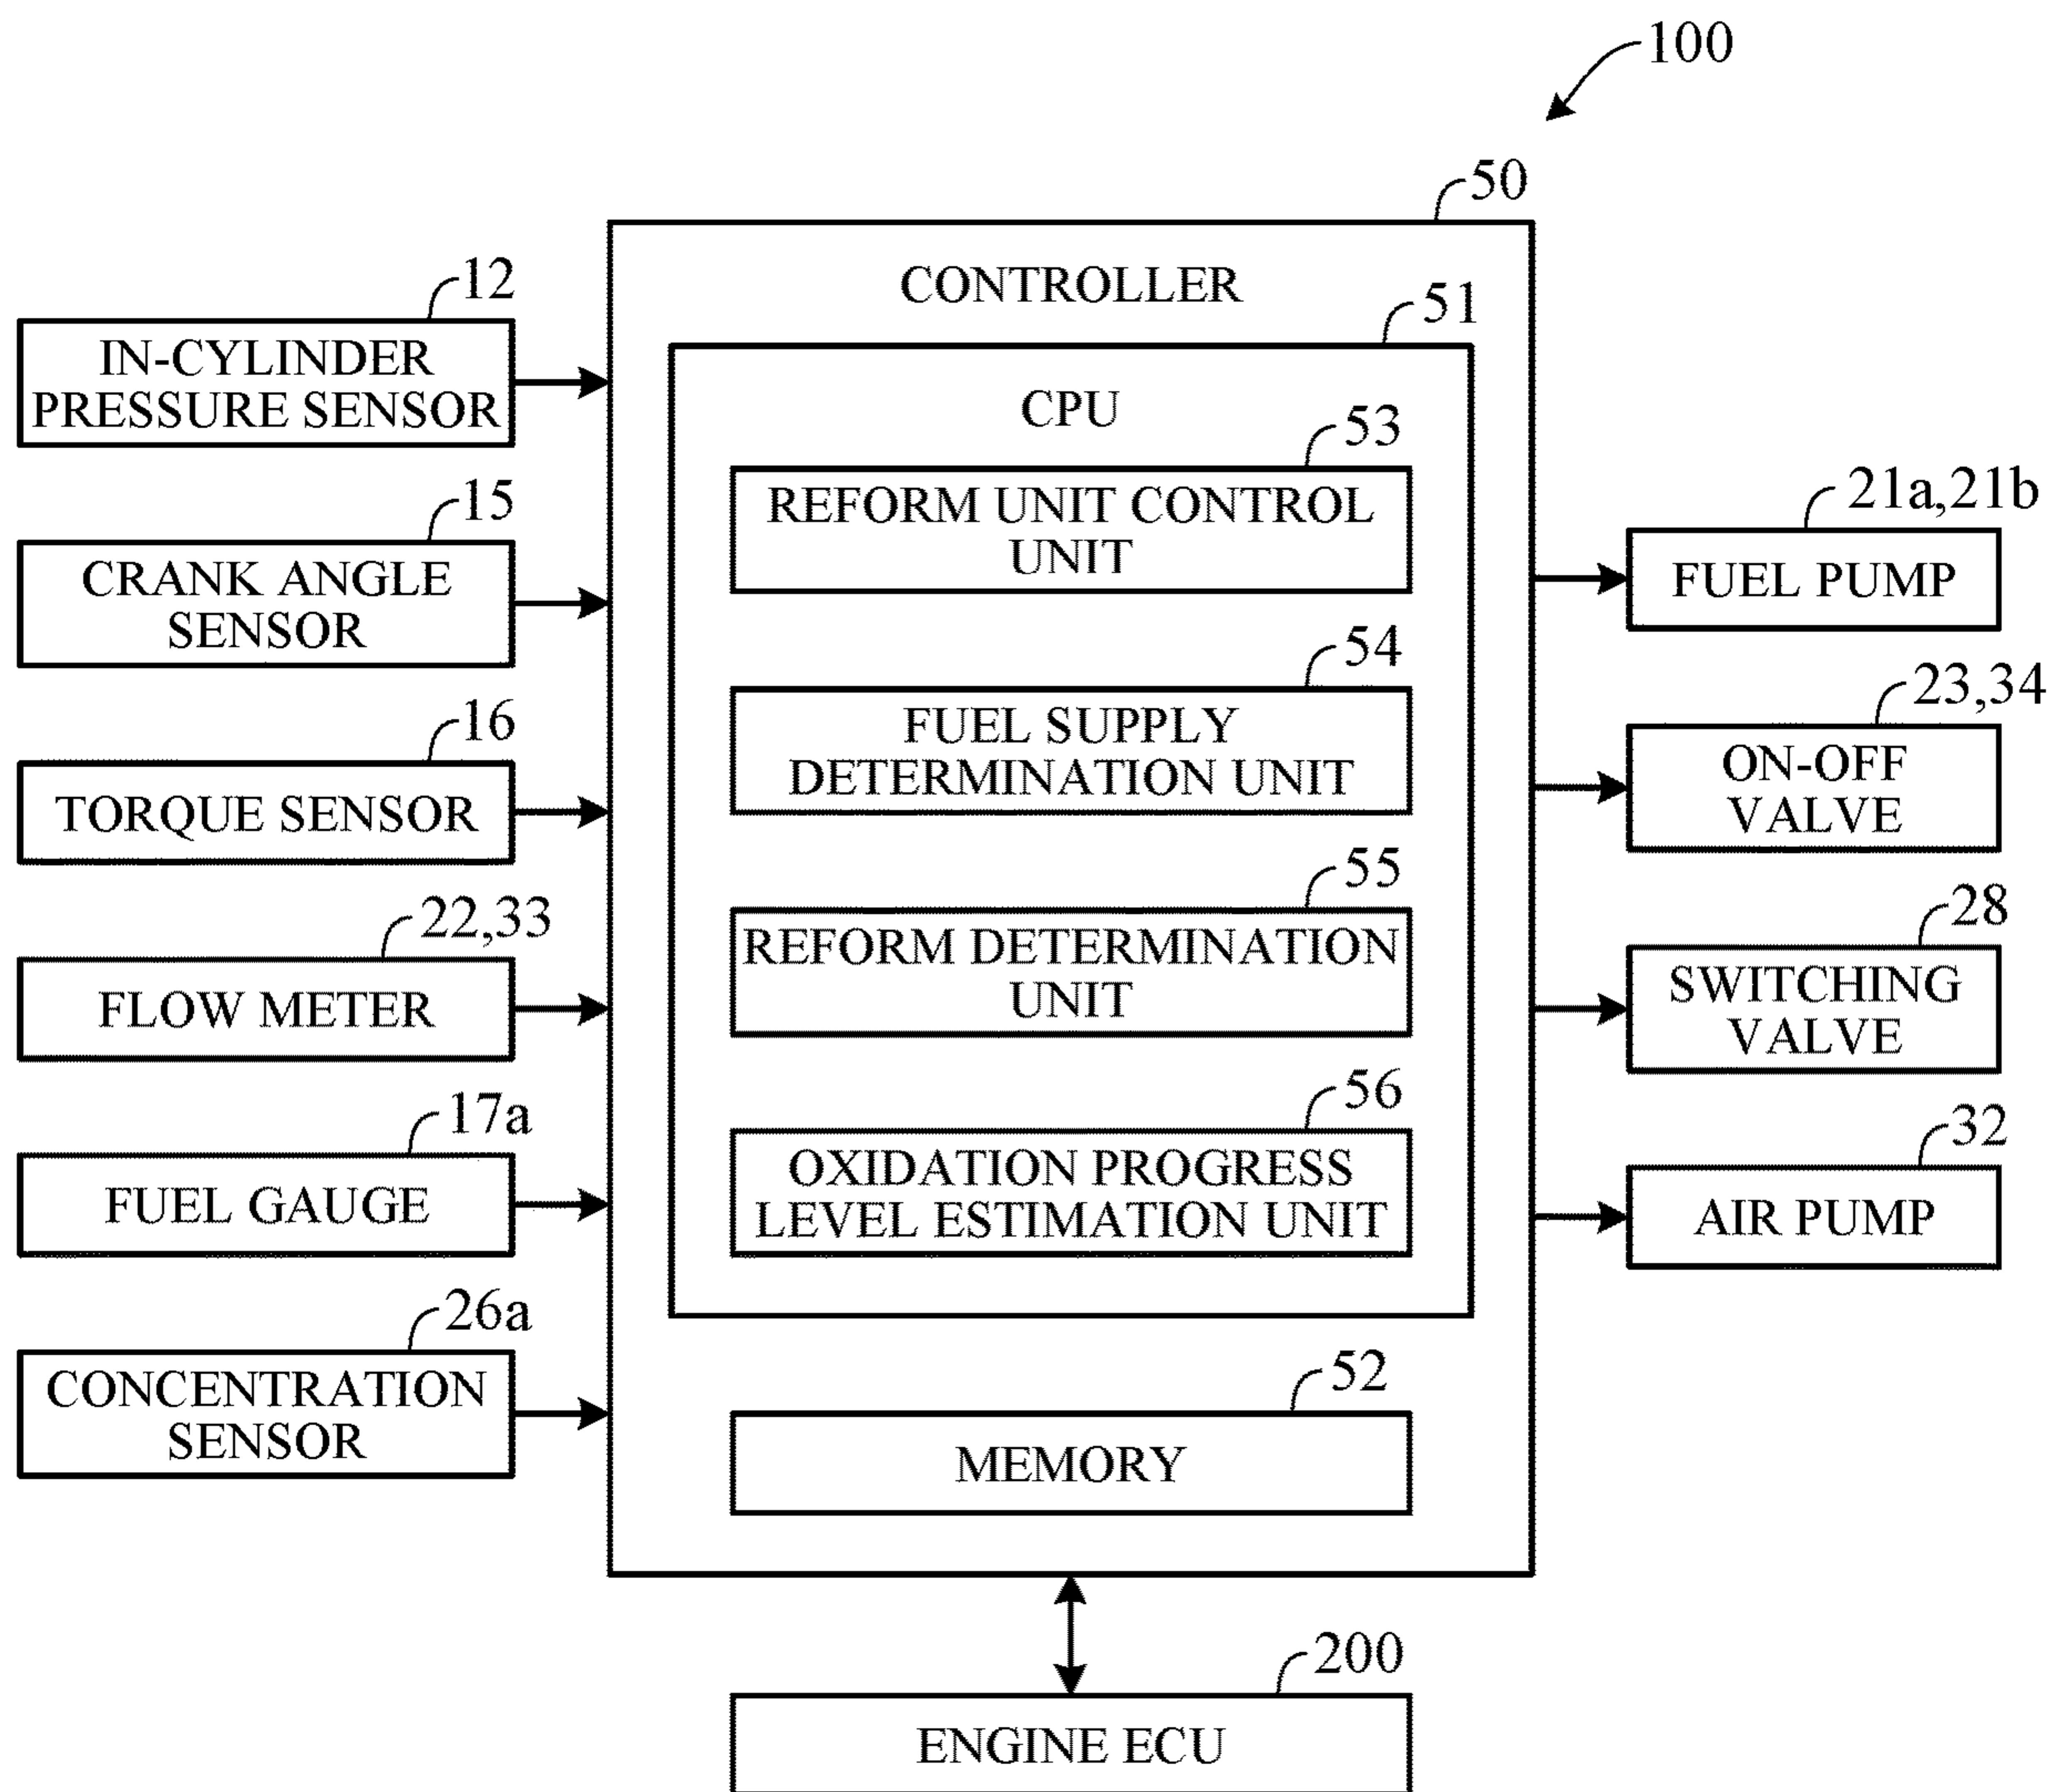 100
50
CONTROLLER
51
CPU
53
REFORM UNIT CONTROL
UNIT
54
FUEL SUPPLY
DETERMINATION UNIT
55
REFORM DETERMINATION
UNIT
56
OXIDATION PROGRESS
LEVEL ESTIMATION UNIT
52
MEMORY
200
ENGINE ECU
12
IN-CYLINDER
PRESSURE SENSOR
15
CRANK ANGLE
SENSOR
16
TORQUE SENSOR
22,33
FLOW METER
17a
FUEL GAUGE
26a
CONCENTRATION
SENSOR
21a,21b
FUEL PUMP
23,34
ON-OFF
VALVE
28
SWITCHING
VALVE
32
AIR PUMP